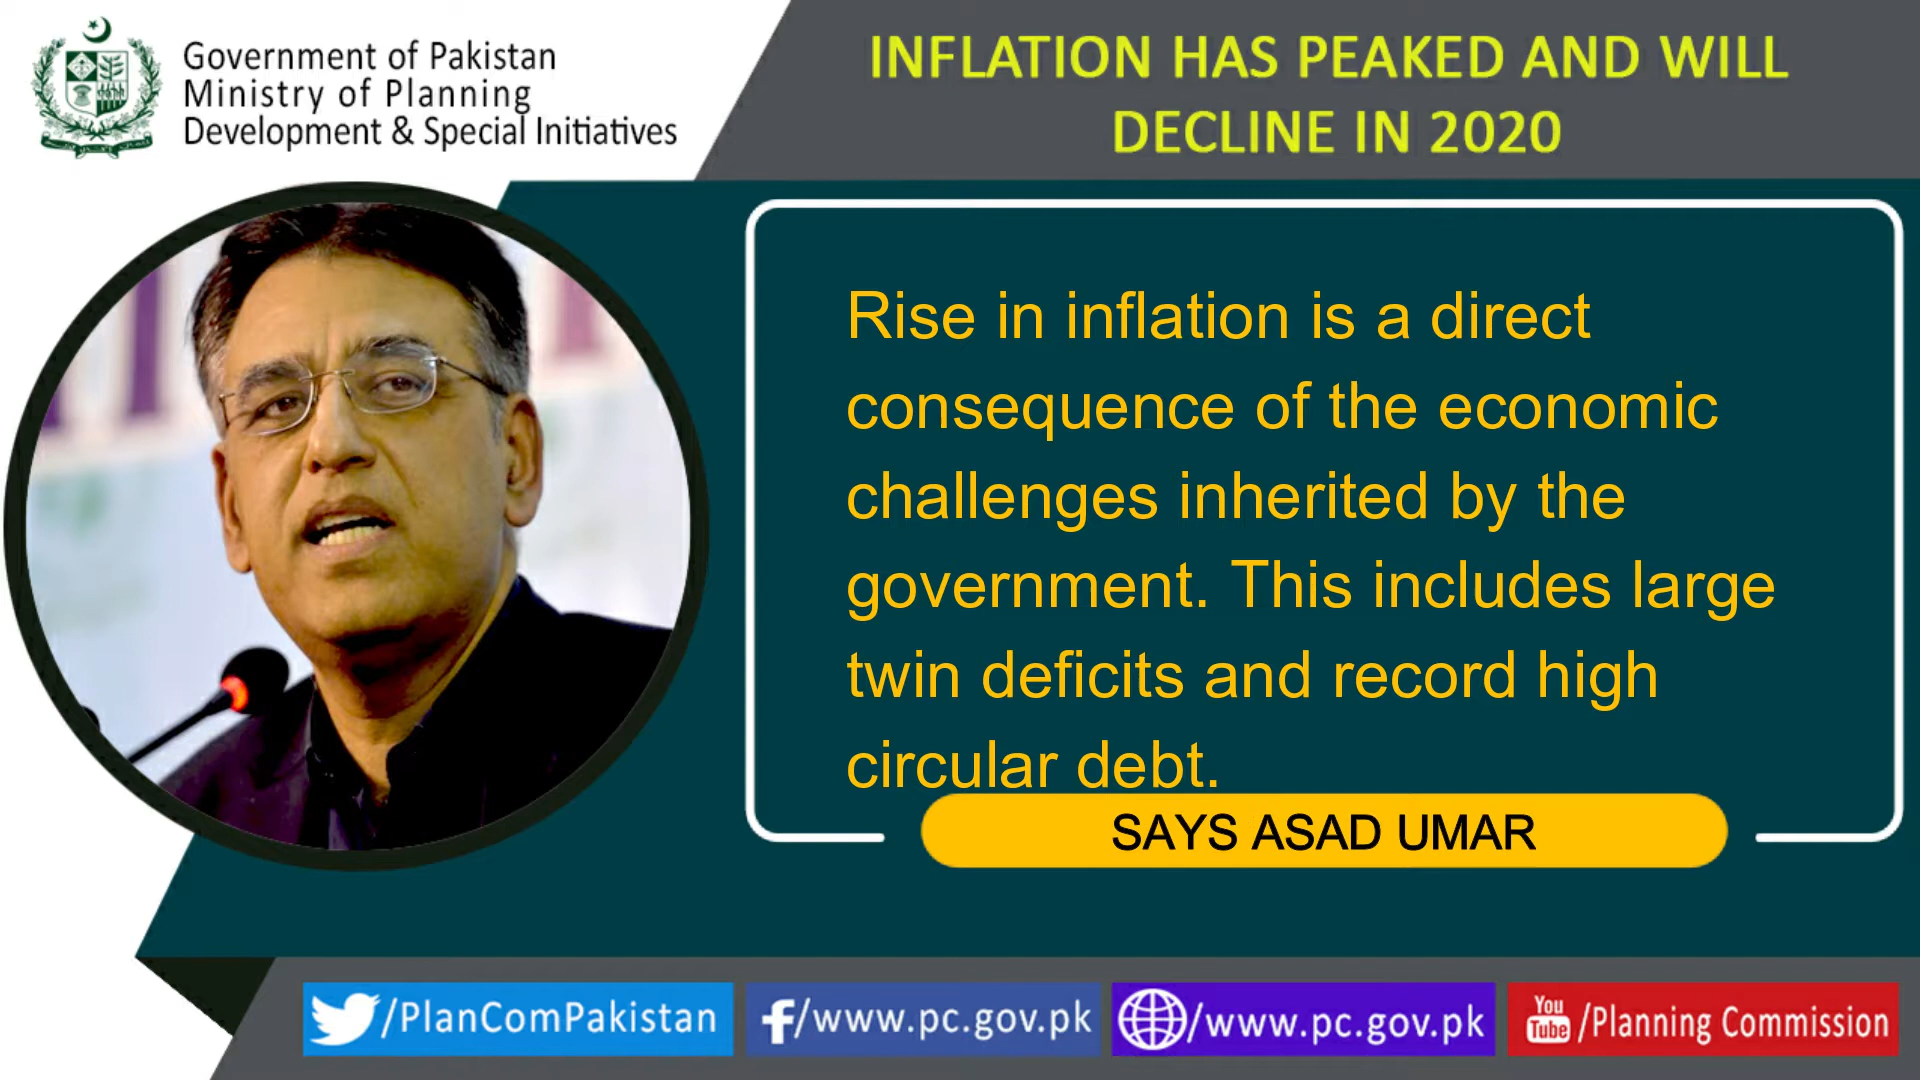 Government of Pakistan
Ministry of Planning
Development & Special Initiatives
INFLATION HAS PEAKED AND WILL
DECLINE IN 2020
Rise in inflation is a direct
consequence of the economic
challenges inherited by the
government. This includes large
twin deficits and record high
circular debt.
SAYS ASAD UMAR
/PlanComPakistan
f/www.pc.gov.pk
/www.pc.gov.pk
You
Tube /Planning Commission